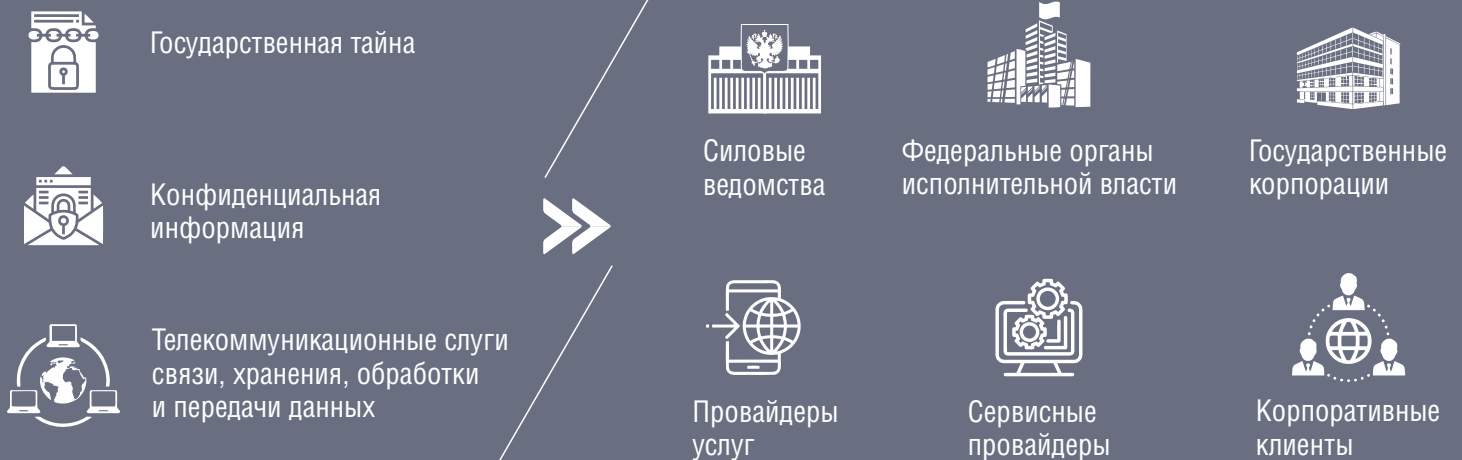 Государственная тайна
Конфиденциальная
информация
Телекоммуникационные слуги
связи, хранения, обработки
и передачи данных
Силовые
ведомства
Федеральные органы
исполнительной власти
Государственные
корпорации
Провайдеры
услуг
Сервисные
провайдеры
Корпоративные
клиенты